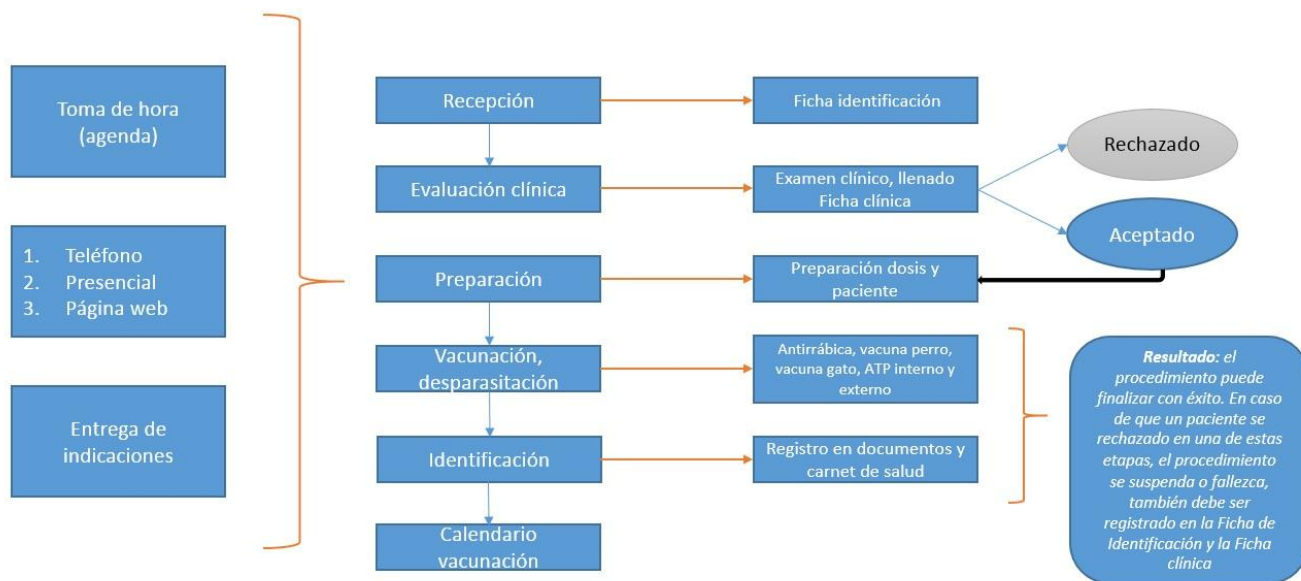 Toma de hora
(agenda)
1. Teléfono
2. Presencial
3. Página web
Entrega de
indicaciones
Recepción
Ficha identificación
Evaluación clínica
Examen clínico, llenado
Ficha clínica
Rechazado
Aceptado
Preparación
Preparación dosis y
paciente
Vacunación,
desparasitación
Antirrábica, vacuna perro,
vacuna gato, ATP interno y
externo
Identificación
Registro en documentos y
carnet de salud
Calendario
vacunación
Resultado: el
procedimiento puede
finalizar con éxito. En caso
de que un paciente se
rechazado en una de estas
etapas, el procedimiento
se suspenda o fallezca,
también debe ser
registrado en la Ficha de
Identificación y la Ficha
clínica